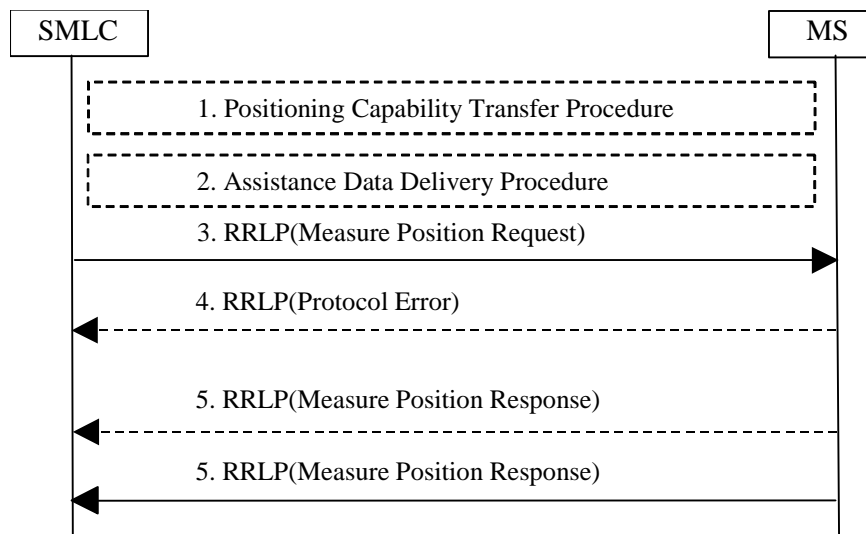 SMLC
MS
1. Positioning Capability Transfer Procedure
2. Assistance Data Delivery Procedure
3. RRLP(Measure Position Request)
4. RRLP(Protocol Error)
5. RRLP(Measure Position Response)
5. RRLP(Measure Position Response)